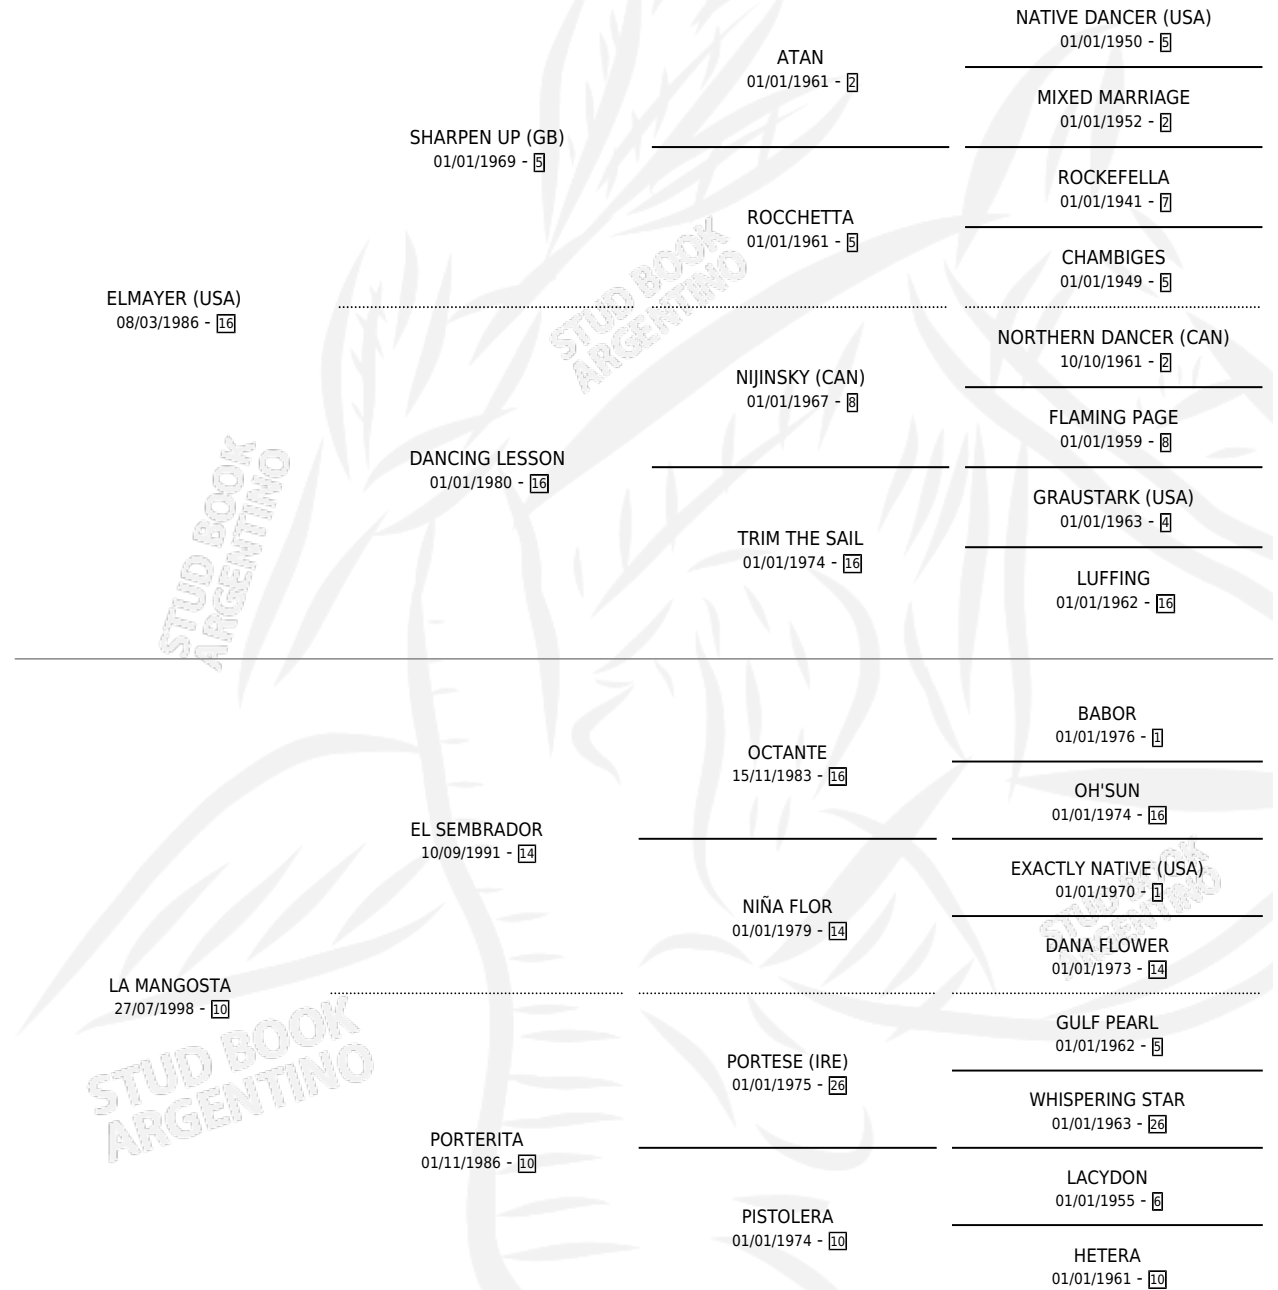 NATIVE DANCER (USA)
01/01/1950 - 5
ATAN
01/01/1961 - 2
MIXED MARRIAGE
01/01/1952 - 2
SHARPEN UP (GB)
01/01/1969 - 5
ROCKEFELLA
01/01/1941 - 7
ROCCHETTA
01/01/1961 - 5
CHAMBIGES
01/01/1949 - 5
STUD BOOK
ARGENTINO
ELMAYER (USA)
08/03/1986 - 16
NORTHERN DANCER (CAN)
10/10/1961 - 2
NIJINSKY (CAN)
01/01/1967 - 8
FLAMING PAGE
01/01/1959 - 8
DANCING LESSON
01/01/1980 - 16
GRAUSTARK (USA)
01/01/1963 - 4
TRIM THE SAIL
01/01/1974 - 16
LUFFING
01/01/1962 - 16
STUD BOOK
ARGENTINO
BABOR
01/01/1976 - 1
OCTANTE
15/11/1983 - 16
OH'SUN
01/01/1974 - 16
EL SEMBRADOR
10/09/1991 - 14
EXACTLY NATIVE (USA)
01/01/1970 - 1
NIÑA FLOR
01/01/1979 - 14
DANA FLOWER
01/01/1973 - 14
STUD BOOK
ARGENTINO
LA MANGOSTA
27/07/1998 - 10
GULF PEARL
01/01/1962 - 5
PORTESE (IRE)
01/01/1975 - 26
WHISPERING STAR
01/01/1963 - 26
STUD BOOK
ARGENTINO
PORTERITA
01/11/1986 - 10
LACYDON
01/01/1955 - 6
PISTOLERA
01/01/1974 - 10
HETERA
01/01/1961 - 10